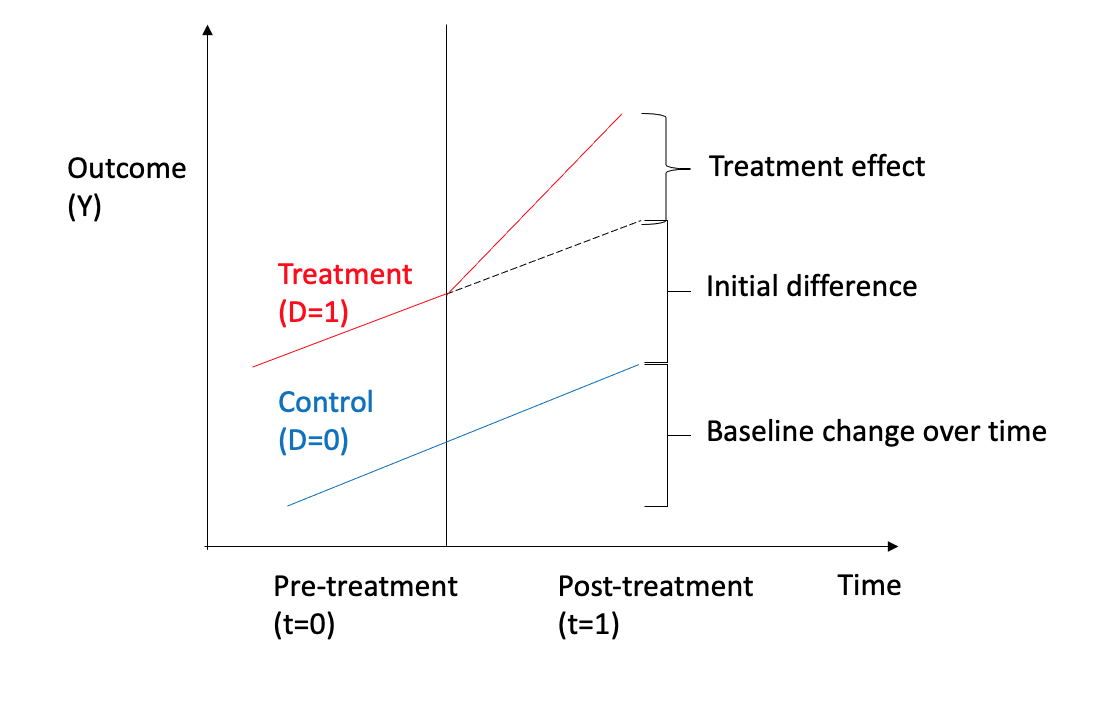 Outcome
(Y)
Treatment effect
Treatment
(D=1)
Initial difference
Control
(D=0)
Baseline change over time
Pre-treatment
(t=0)
Post-treatment
(t=1)
Time